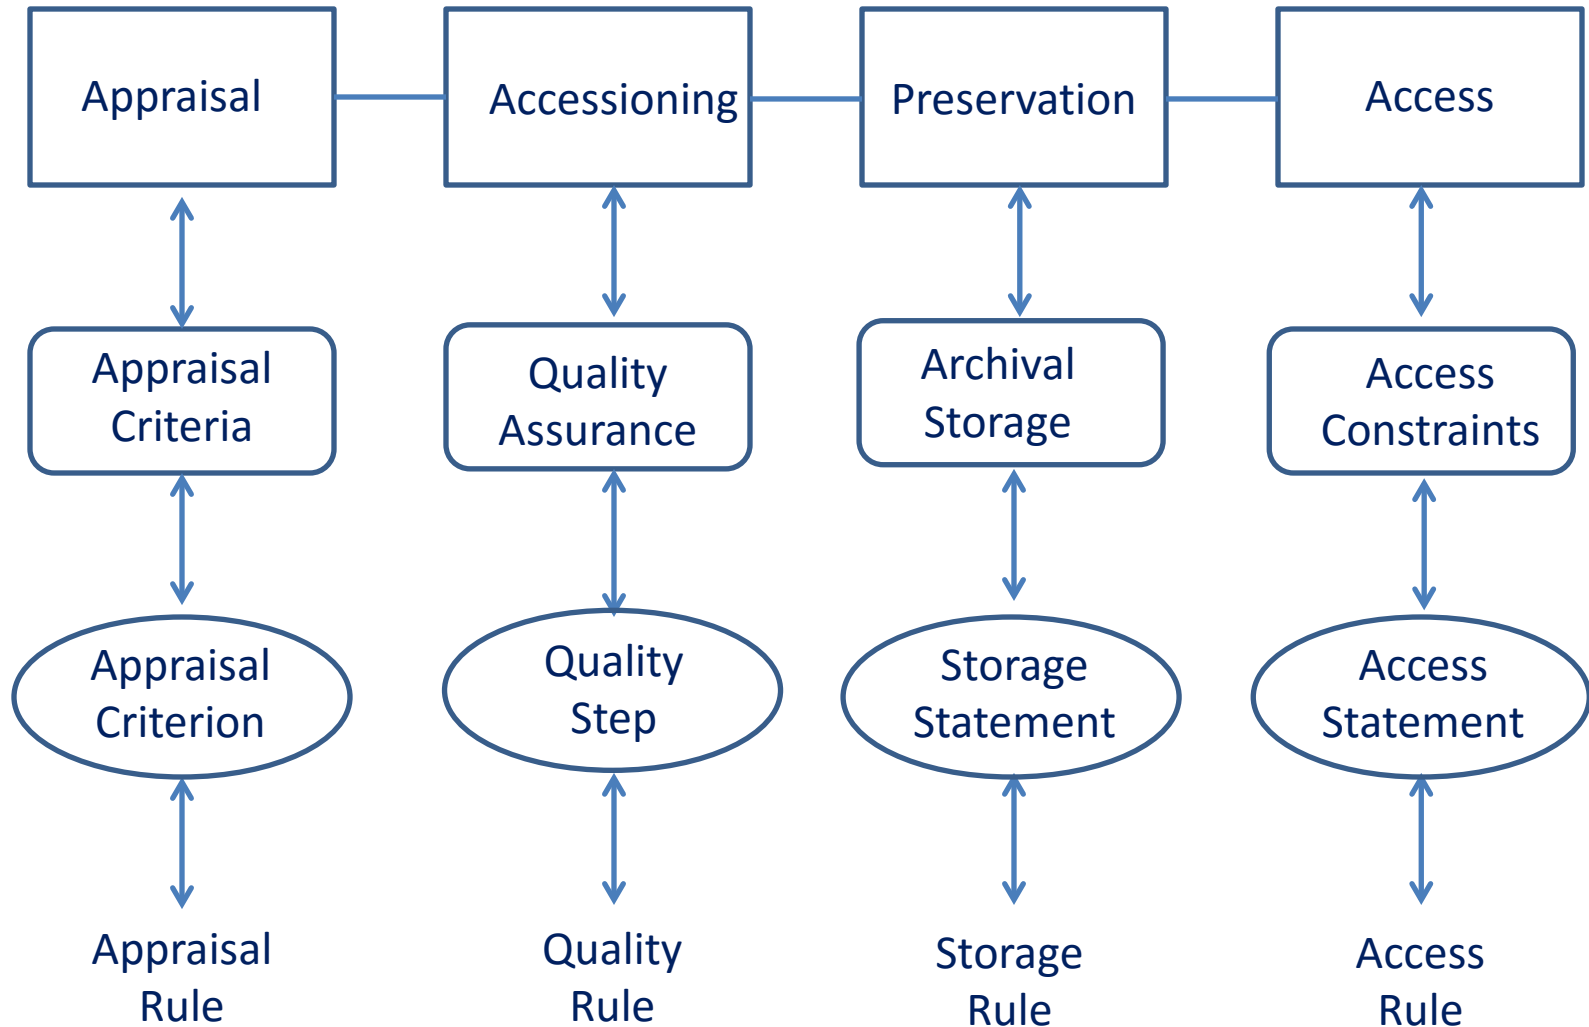 Appraisal
Accessioning
Preservation
Access
Appraisal
Criteria
Quality
Assurance
Archival
Storage
Access
Constraints
Appraisal
Criterion
Quality
Step
Storage
Statement
Access
Statement
Appraisal
Rule
Quality
Rule
Storage
Rule
Access
Rule